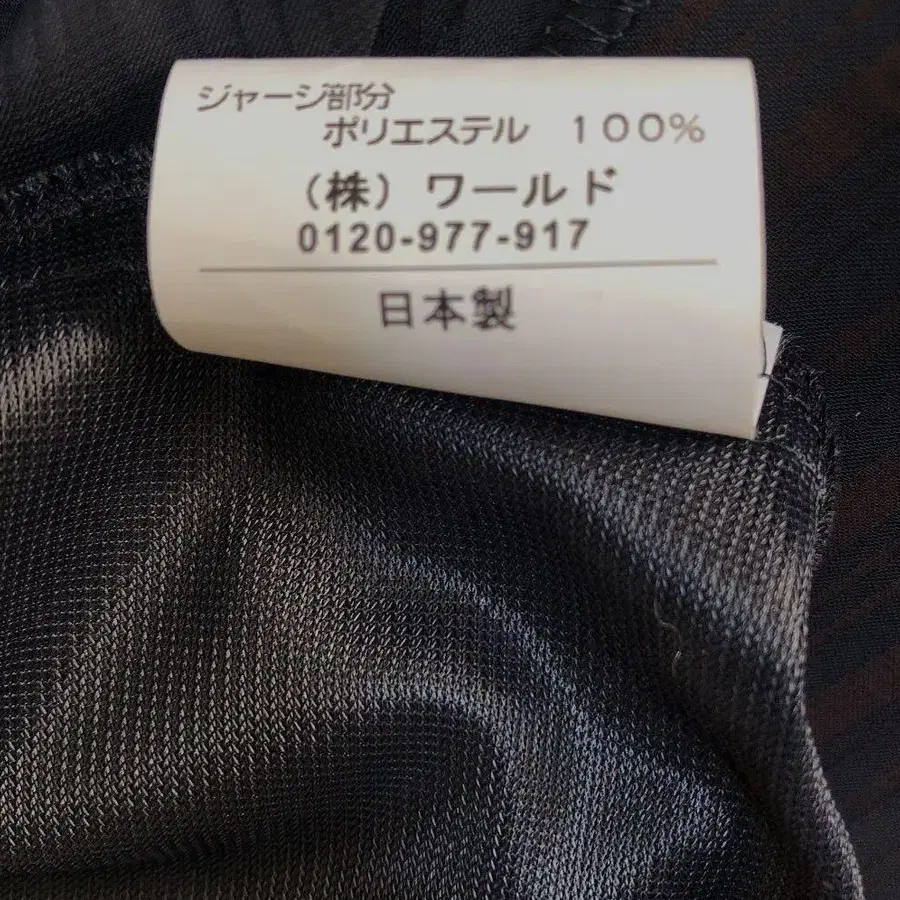 ジャージ部分
ポリエステル 100%
(株) ワールド
0120-977-917
日本製